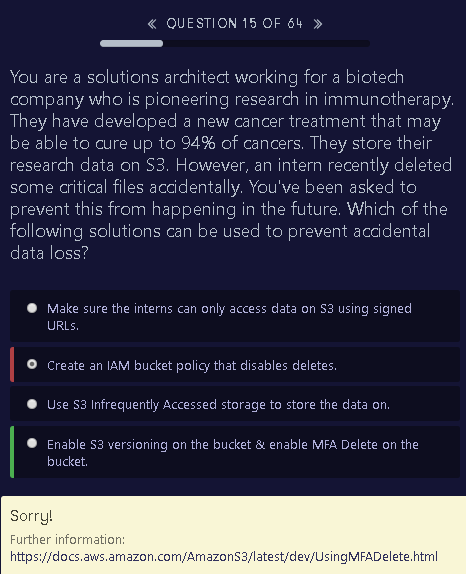 « QUESTION 15 OF 64 »
You are a solutions architect working for a biotech
company who is pioneering research in immunotherapy.
They have developed a new cancer treatment that may
be able to cure up to 94% of cancers. They store their
research data on S3. However, an intern recently deleted
some critical files accidentally. You've been asked to
prevent this from happening in the future. Which of the
following solutions can be used to prevent accidental
data loss?
Make sure the interns can only access data on S3 using signed
URLs.
Create an IAM bucket policy that disables deletes.
Use S3 Infrequently Accessed storage to store the data on.
Enable S3 versioning on the bucket & enable MFA Delete on the
bucket.
Sorry!
Further information:
https://docs.aws.amazon.com/AmazonS3/latest/dev/UsingMFADelete.html